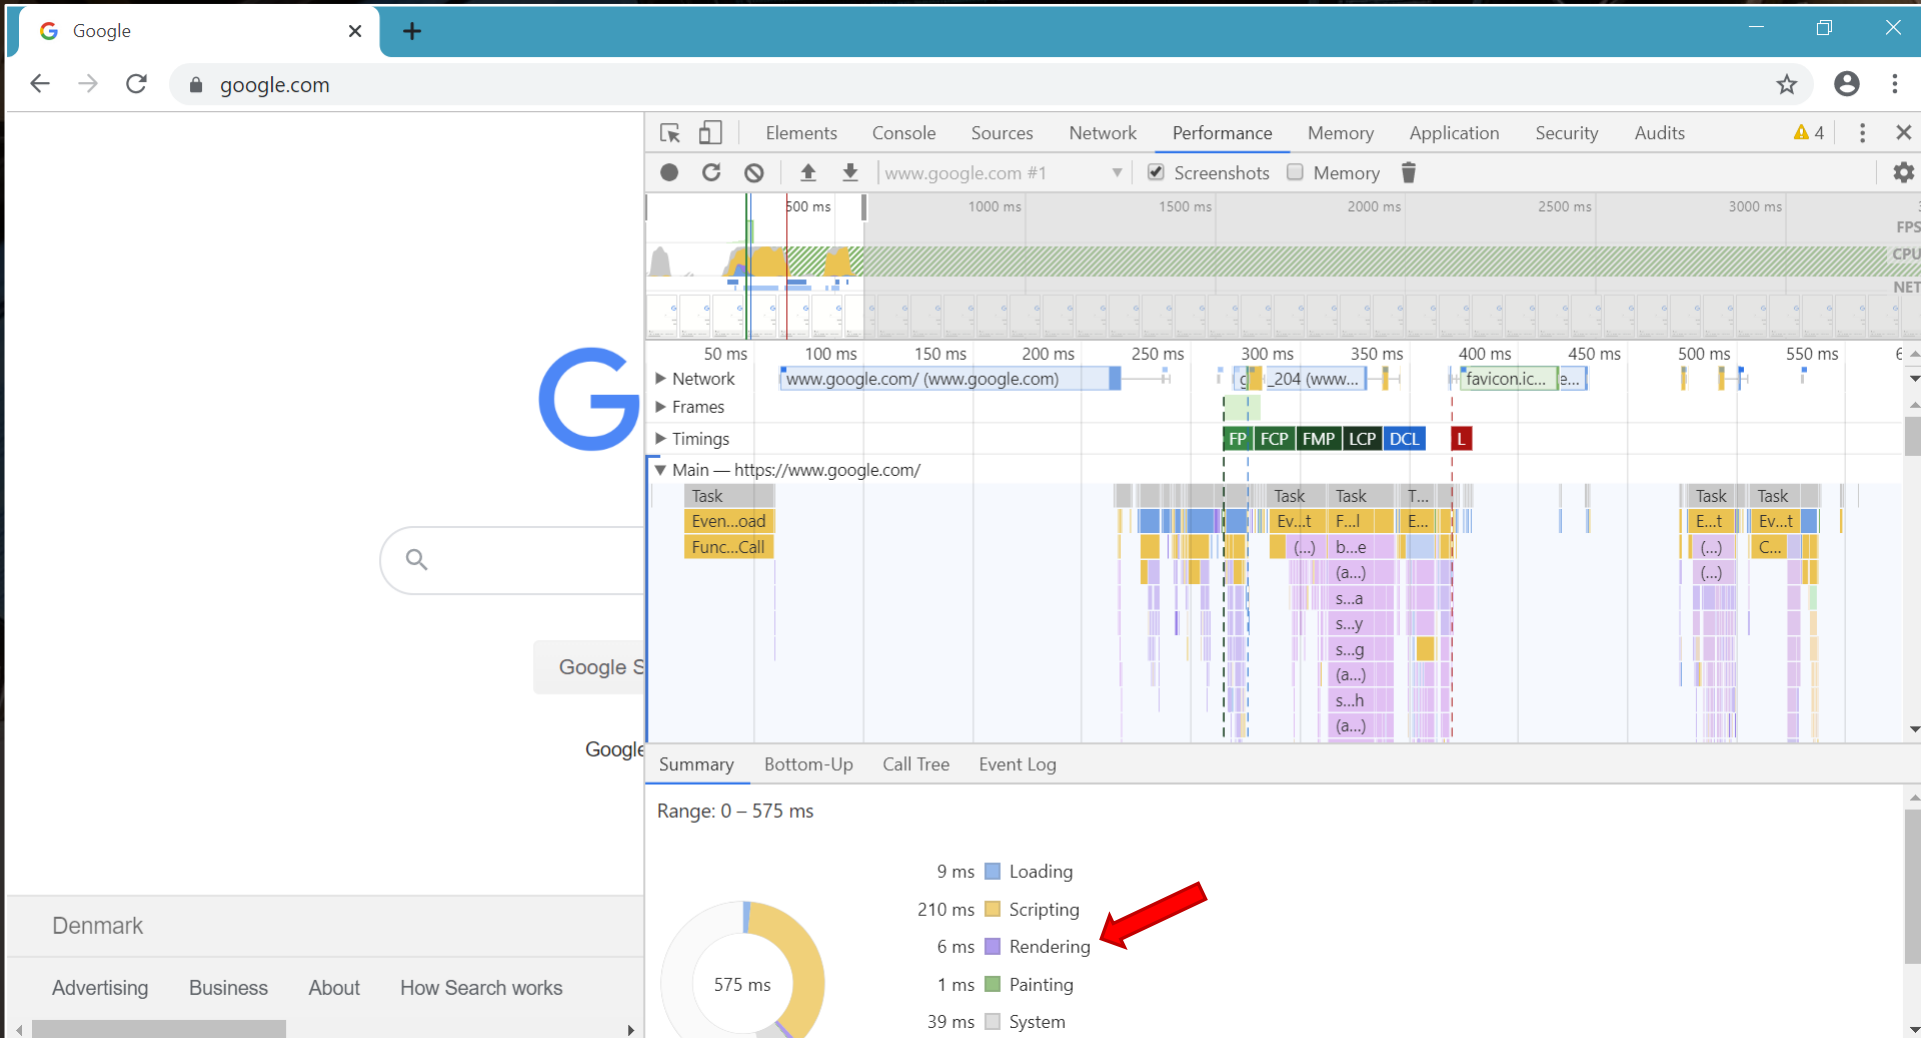 Google
google.com
Elements Console Sources Network Performance Memory Application Security Audits 4
www.google.com #1 Screenshots Memory
500 ms 1000 ms 1500 ms 2000 ms 2500 ms 3000 ms
FPS
CPU
NET
50 ms 100 ms 150 ms 200 ms 250 ms 300 ms 350 ms 400 ms 450 ms 500 ms 550 ms
Network www.google.com/ (www.google.com) g _204 (www... favicon.ic... e...
Frames
Timings FP FCP FMP LCP DCL L
Main — https://www.google.com/
Task Task Task T... Task Task
Even...oad Ev...t F...l E... E...t Ev...t
Func...Call (...) b...e (...) C...
(a...) (...)
s...a
s...y
s...g
(a...)
s...h
(a...)
G
Google S
Google
Summary Bottom-Up Call Tree Event Log
Range: 0 – 575 ms
9 ms Loading
210 ms Scripting
6 ms Rendering
1 ms Painting
39 ms System
575 ms
Denmark
Advertising Business About How Search works